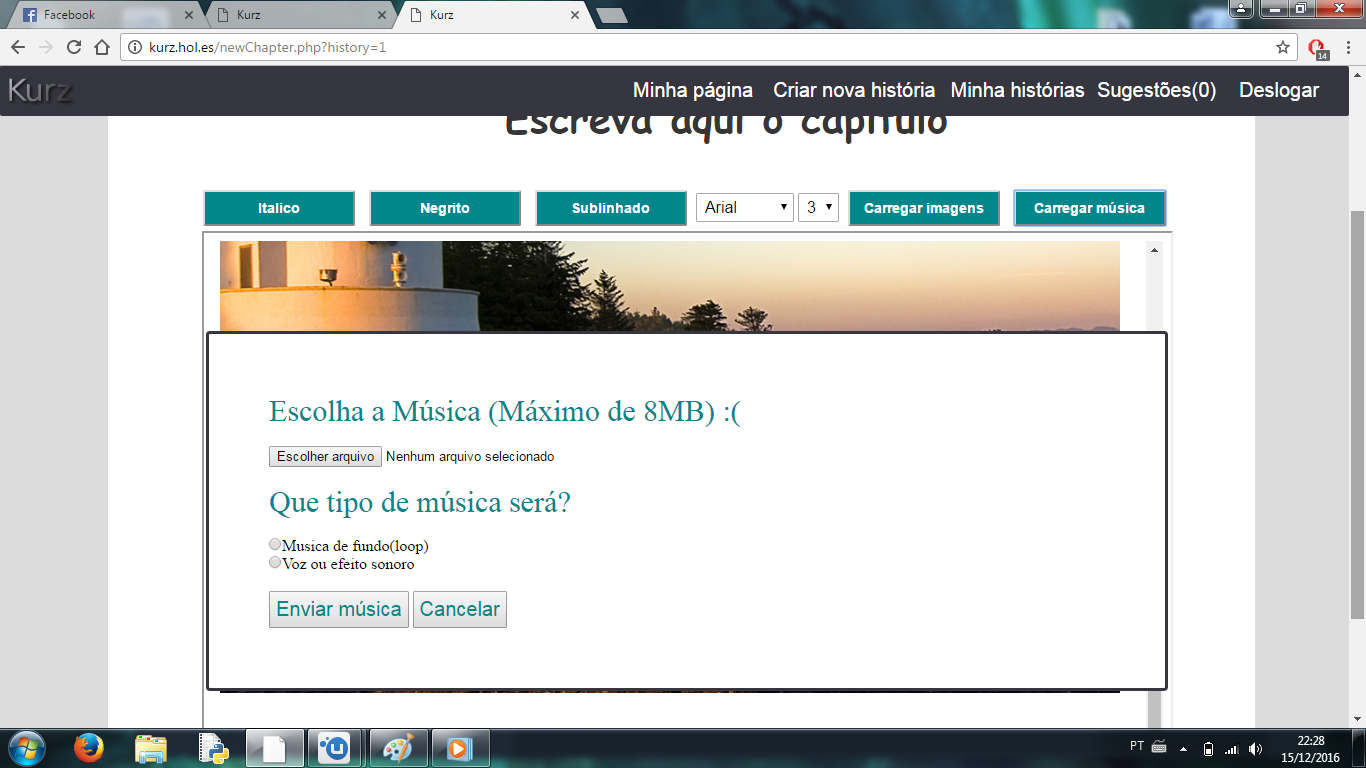 Facebook
Kurz
Kurz
kurz.hol.es/newChapter.php?history=1
14
Kurz
Minha página Criar nova história Minha histórias Sugestões(0) Deslogar
Escreva aqui o capítulo
Italico Negrito Sublinhado Arial 3 Carregar imagens Carregar música
Escolha a Música (Máximo de 8MB) :(
Escolher arquivo Nenhum arquivo selecionado
Que tipo de música será?
Musica de fundo(loop)
Voz ou efeito sonoro
Enviar música Cancelar
PT
22:28
15/12/2016